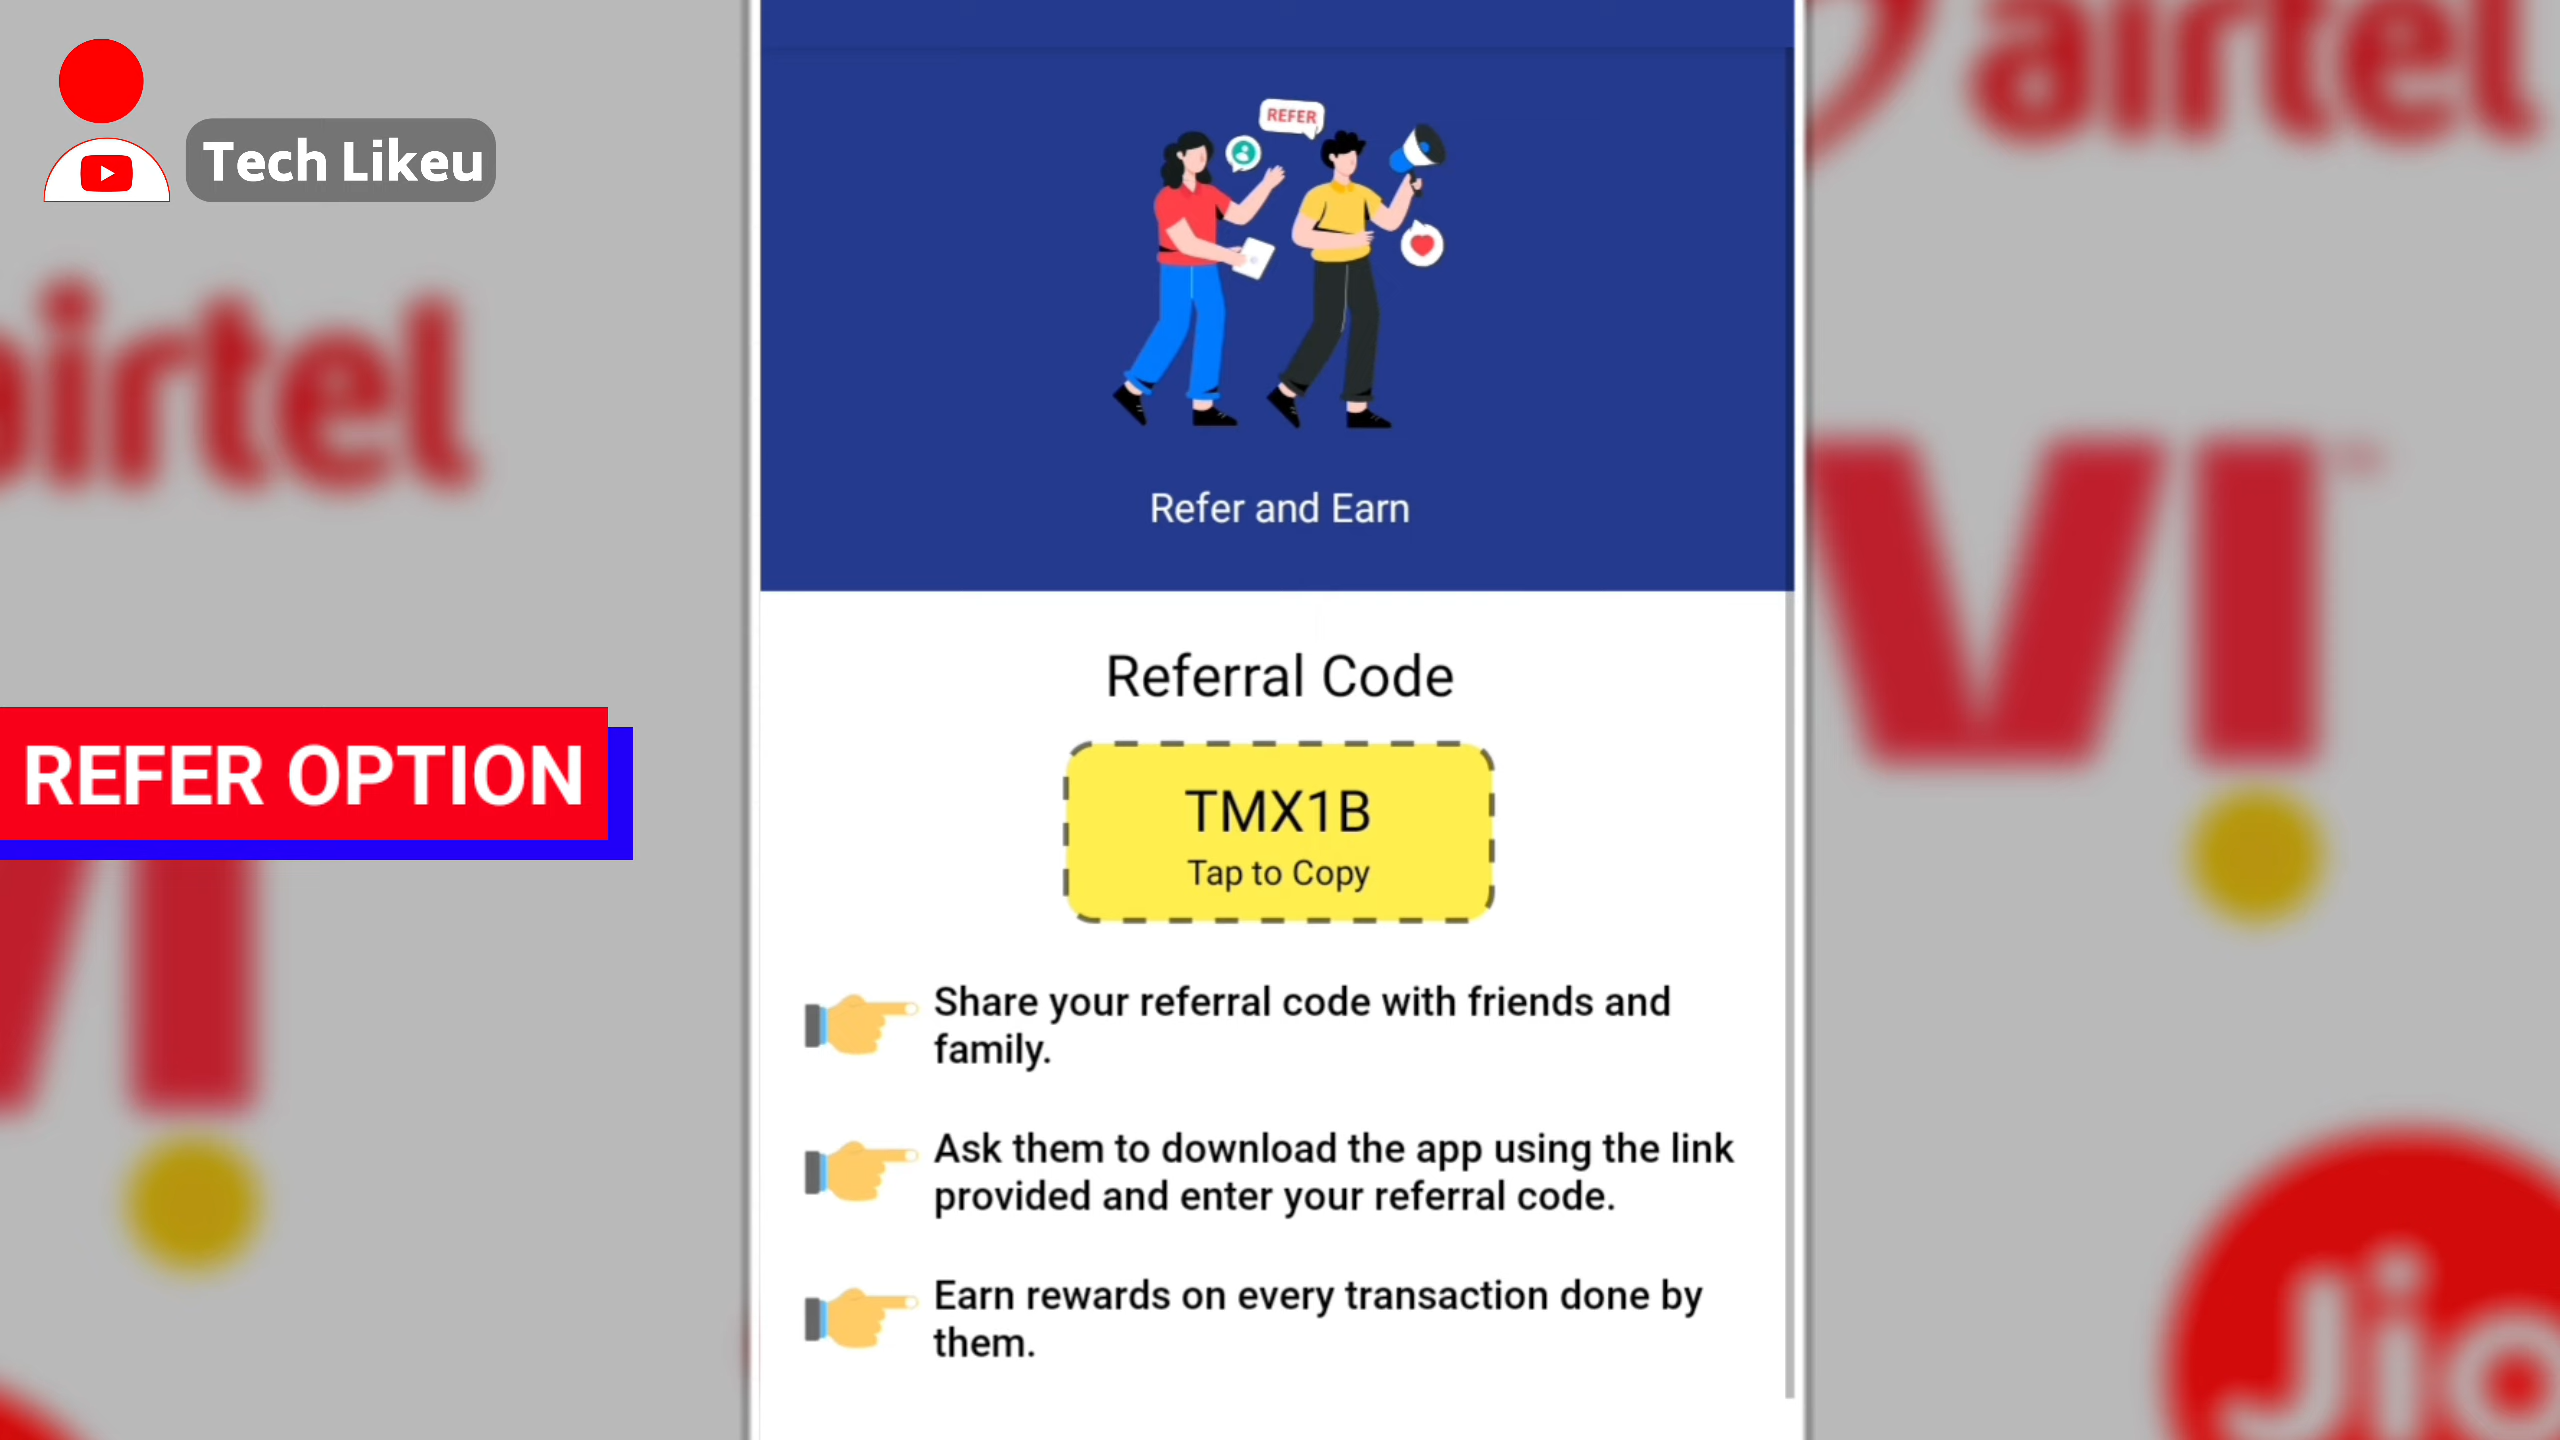 Tech Likeu
airtel
airtel
VI
REFER
Refer and Earn
Referral Code
REFER OPTION
TMX1B
Tap to Copy
Share your referral code with friends and
family.
Ask them to download the app using the link
provided and enter your referral code.
Earn rewards on every transaction done by
them.
VI
Jio